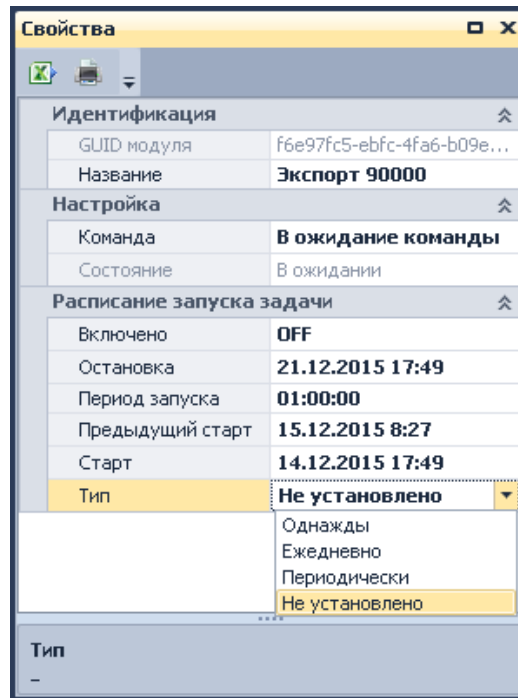 Свойства
Идентификация
GUID модуля f6e97fc5-ebfc-4fa6-b09e...
Название Экспорт 90000
Настройка
Команда В ожидание команды
Состояние В ожидании
Расписание запуска задачи
Включено OFF
Остановка 21.12.2015 17:49
Период запуска 01:00:00
Предыдущий старт 15.12.2015 8:27
Старт 14.12.2015 17:49
Тип Не установлено
Однажды
Ежедневно
Периодически
Не установлено
Тип
–